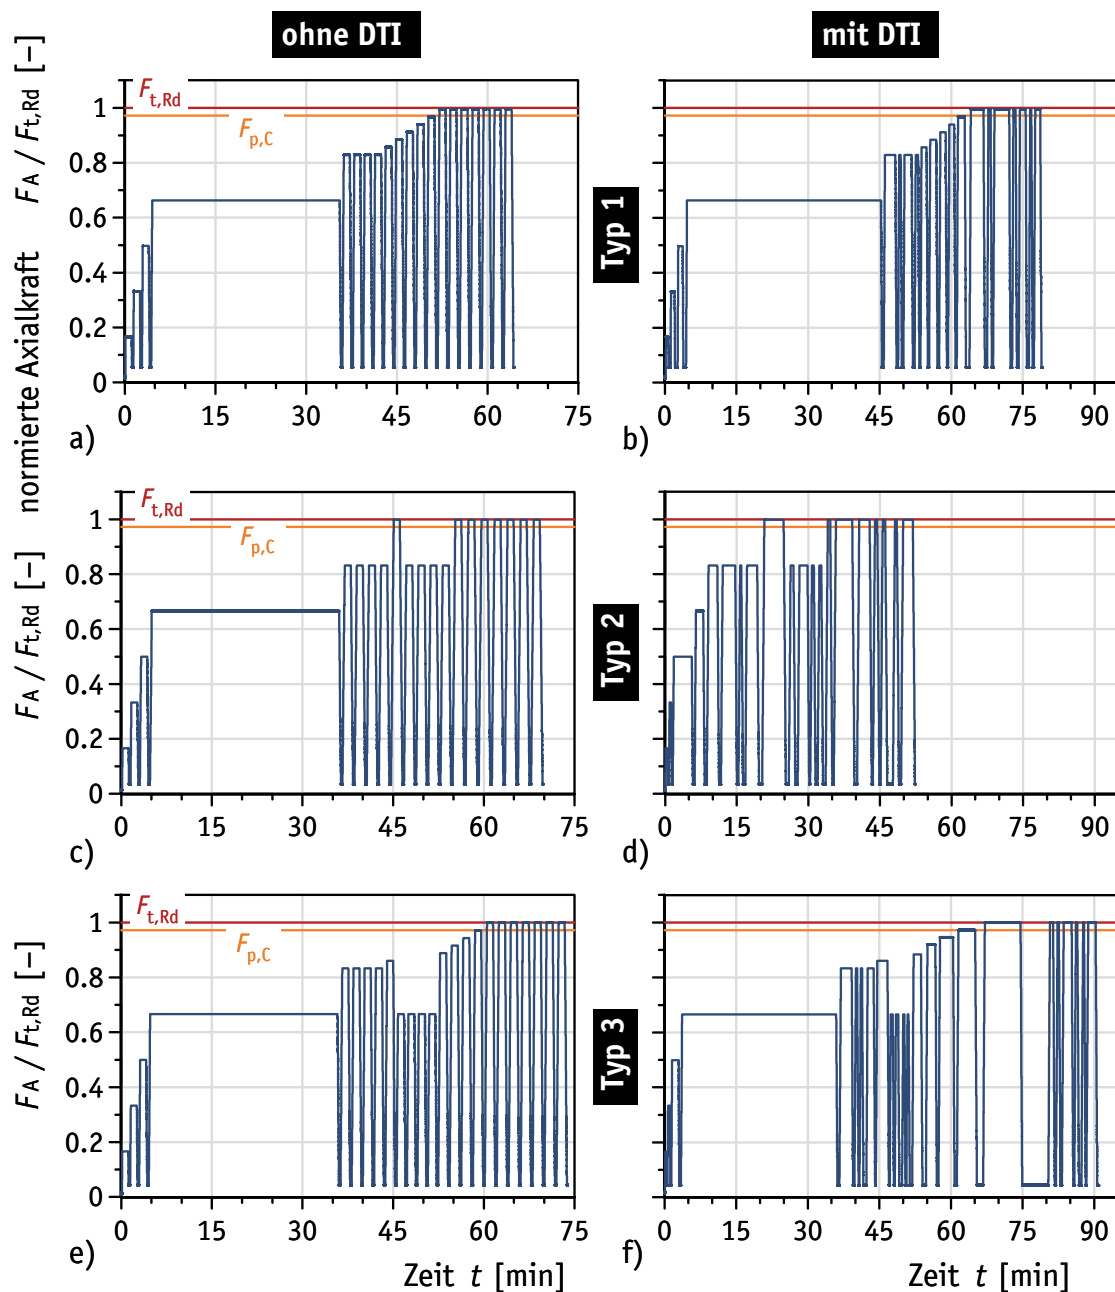 ohne DTI
mit DTI
normierte Axialkraft F_A / F_t,Rd [–]
F_t,Rd
F_p,C
1
0.8
0.6
0.4
0.2
0
0 15 30 45 60 75
a)
Typ 1
0 15 30 45 60 75 90
b)
F_A / F_t,Rd [–]
F_t,Rd
F_p,C
1
0.8
0.6
0.4
0.2
0
0 15 30 45 60 75
c)
Typ 2
0 15 30 45 60 75 90
d)
F_A / F_t,Rd [–]
F_t,Rd
F_p,C
1
0.8
0.6
0.4
0.2
0
0 15 30 45 60 75
e)
Zeit t [min]
Typ 3
0 15 30 45 60 75 90
f)
Zeit t [min]